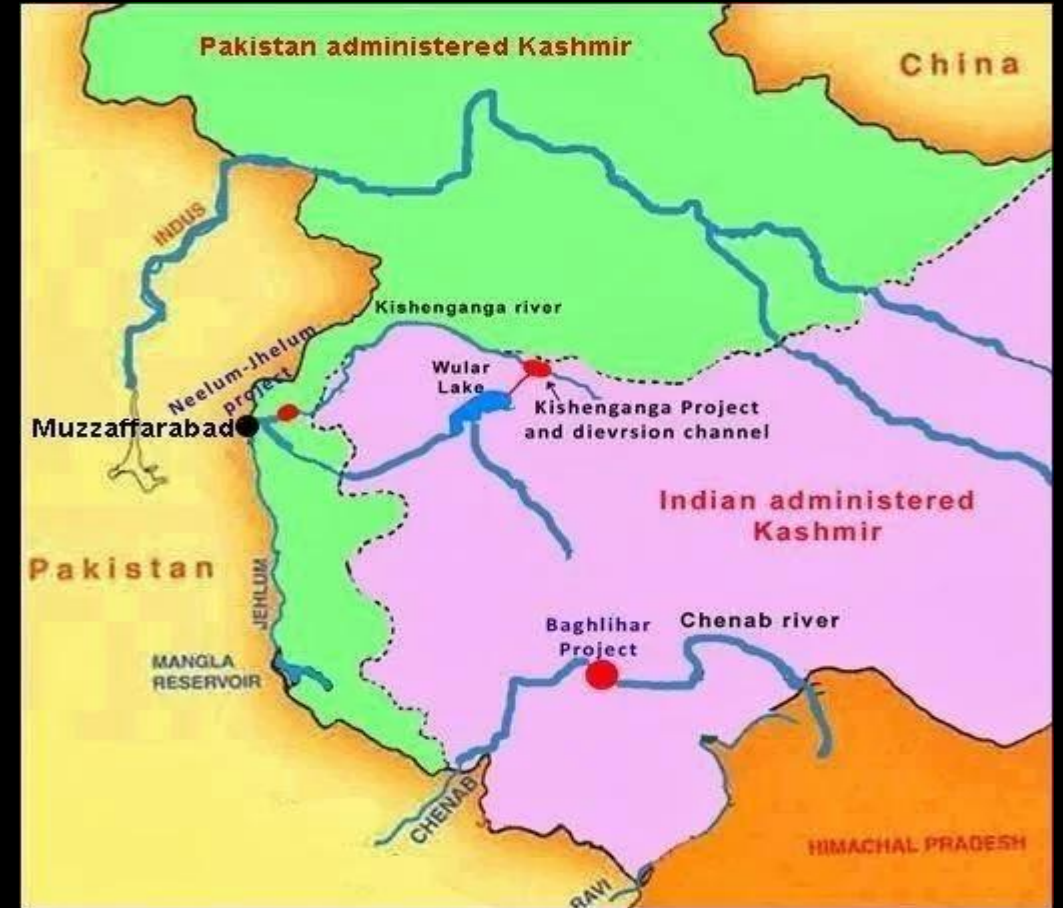 Pakistan administered Kashmir
China
INDUS
Kishenganga river
Neelum-Jhelum
project
Wular
Lake
Kishenganga Project
and dievrsion channel
Muzzaffarabad
Indian administered
Kashmir
Pakistan
JEHLUM
Baghlihar
Project
Chenab river
MANGLA
RESERVOIR
CHENAB
HIMACHAL PRADESH
RAVI